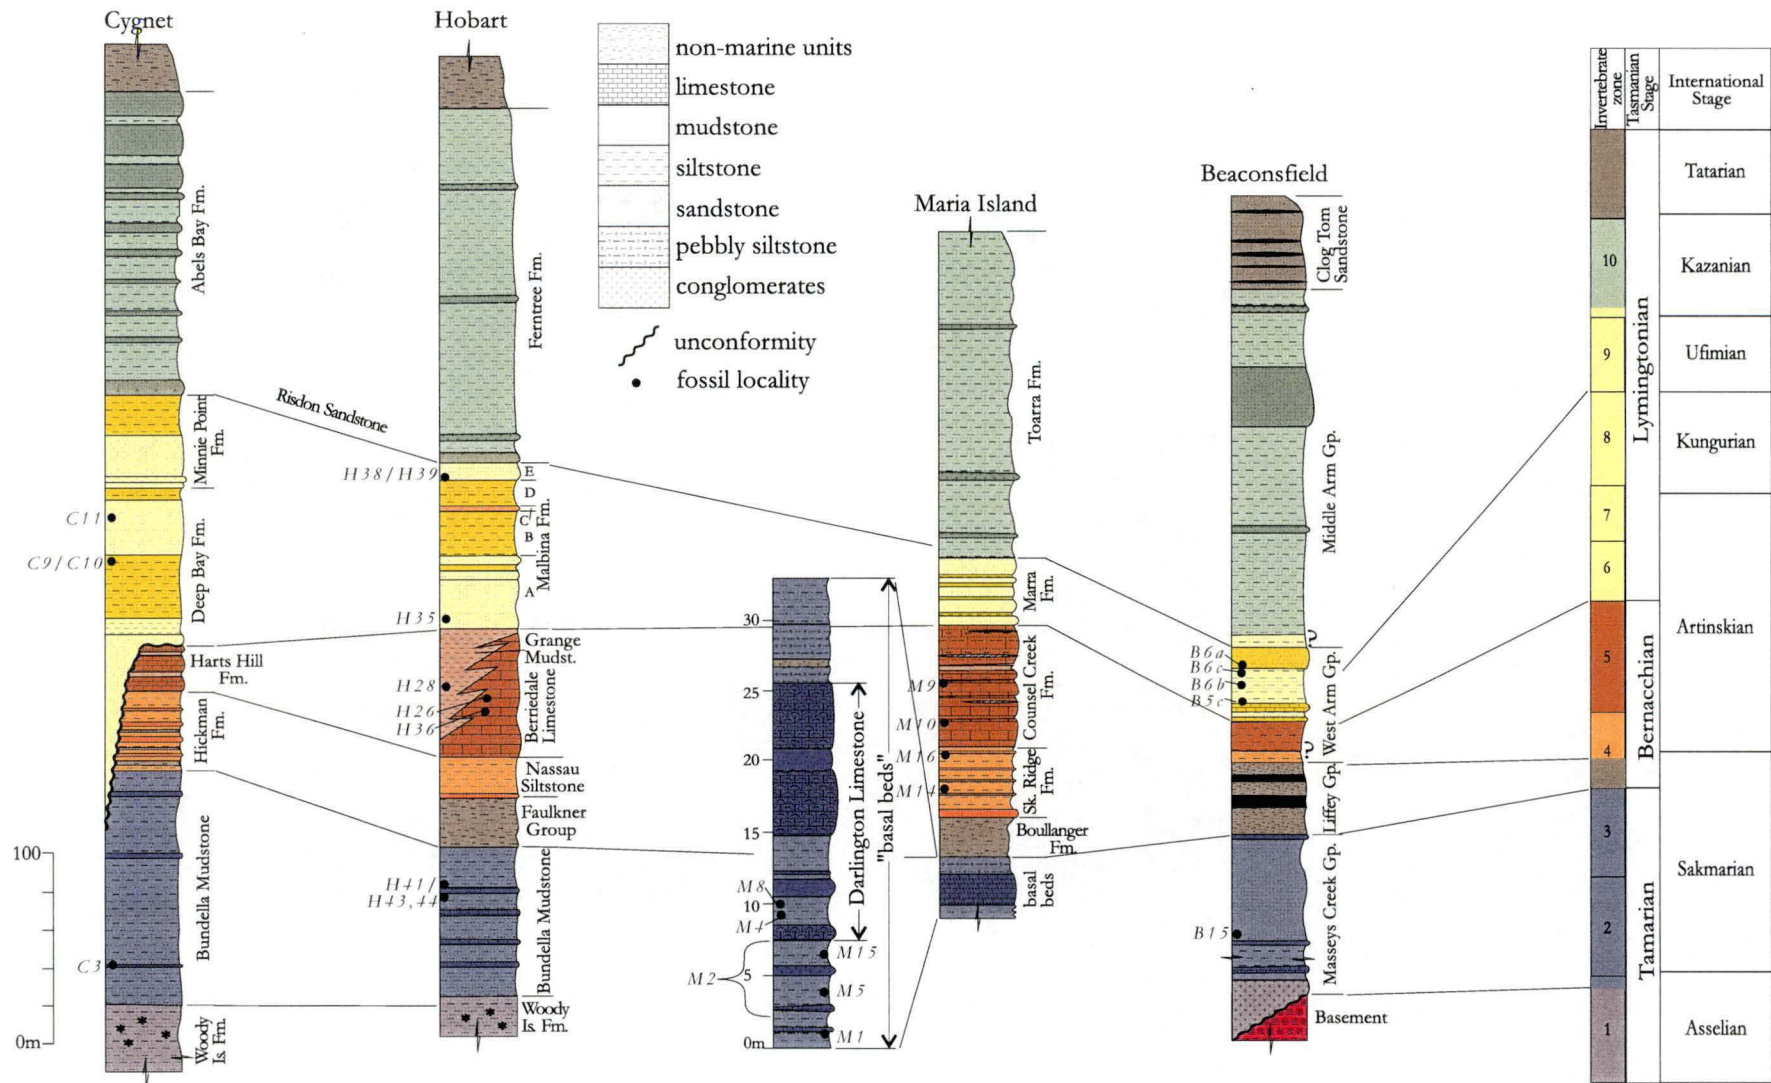 Cygnet
Abels Bay Fm.
Minnie Point
Fm.
Deep Bay Fm.
Harts Hill
Fm.
Hickman
Fm.
Bundella Mudstone
Woody
Is. Fm.
C11
C9/C10
C3
100
0m
Risdon Sandstone
Hobart
Ferntree Fm.
E
D
C
B
A
Malbina Fm.
Grange
Mudst.
Berriedale
Limestone
Nassau
Siltstone
Faulkner
Group
Bundella Mudstone
Woody
Is. Fm.
H38/H39
H35
H28
H26
H36
H41/
H43,44
non-marine units
limestone
mudstone
siltstone
sandstone
pebbly siltstone
conglomerates
unconformity
fossil locality
30
25
20
15
10
5
0m
M8
M4
M2
M15
M5
M1
Darlington Limestone
"basal beds"
Maria Island
Toarra Fm.
Marra
Fm.
Counsel Creek
Fm.
Sk. Ridge
Fm.
Boullanger
Fm.
basal
beds
M9
M10
M16
M14
Beaconsfield
Clog Tom
Sandstone
Middle Arm Gp.
West Arm Gp.
Liffey Gp.
Masseys Creek Gp.
Basement
B6a
B6c
B6b
B5c
B15
Invertebrate
zone
Tasmanian
Stage
International
Stage
10
9
8
7
6
5
4
3
2
1
Lymingtonian
Bernacchian
Tamarian
Tatarian
Kazanian
Ufimian
Kungurian
Artinskian
Sakmarian
Asselian